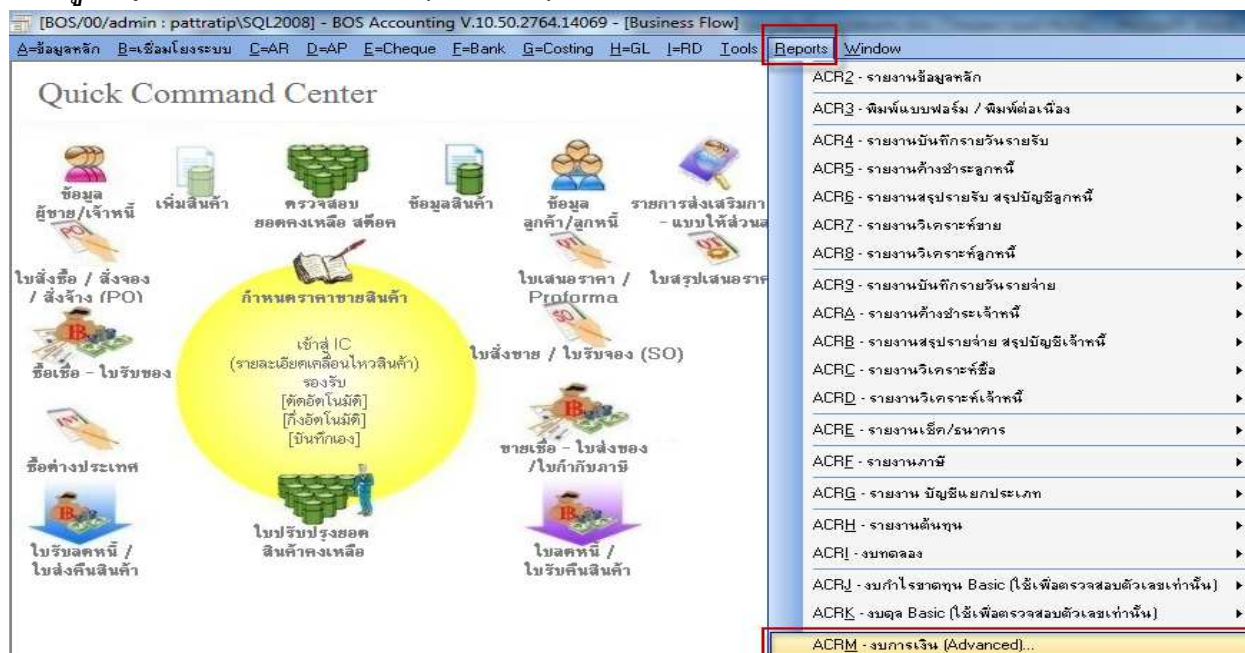 [BOS/00/admin : pattratip\SQL2008] - BOS Accounting V.10.50.2764.14069 - [Business Flow]
A=ข้อมูลหลัก B=เชื่อมโยงระบบ C=AR D=AP E=Cheque F=Bank G=Costing H=GL I=RD Tools Reports Window
Quick Command Center
ข้อมูล
ผู้ขาย/เจ้าหนี้
เพิ่มสินค้า
ตรวจสอบ
ยอดคงเหลือ สต๊อค
ข้อมูลสินค้า
ข้อมูล
ลูกค้า/ลูกหนี้
รายการส่งเสริมกา
- แบบให้ส่วนล
ใบสั่งซื้อ / สั่งจอง
/ สั่งจ้าง (PO)
กำหนดราคาขายสินค้า
ใบเสนอราคา /
Proforma
ใบสรุปเสนอราค
ซื้อเชื่อ - ใบรับของ
เข้าสู่ IC
(รายละเอียดเคลื่อนไหวสินค้า)
รองรับ
[ตัดอัตโนมัติ]
[กึ่งอัตโนมัติ]
[บันทึกเอง]
ใบสั่งขาย / ใบรับจอง (SO)
ซื้อต่างประเทศ
ขายเชื่อ - ใบส่งของ
/ใบกำกับภาษี
ใบรับลดหนี้ /
ใบส่งคืนสินค้า
ใบปรับปรุงยอด
สินค้าคงเหลือ
ใบลดหนี้ /
ใบรับคืนสินค้า
ACR2 - รายงานข้อมูลหลัก
ACR3 - พิมพ์แบบฟอร์ม / พิมพ์ต่อเนื่อง
ACR4 - รายงานบันทึกรายวันรายรับ
ACR5 - รายงานค้างชำระลูกหนี้
ACR6 - รายงานสรุปรายรับ สรุปบัญชีลูกหนี้
ACR7 - รายงานวิเคราะห์ขาย
ACR8 - รายงานวิเคราะห์ลูกหนี้
ACR9 - รายงานบันทึกรายวันรายจ่าย
ACRA - รายงานค้างชำระเจ้าหนี้
ACRB - รายงานสรุปรายจ่าย สรุปบัญชีเจ้าหนี้
ACRC - รายงานวิเคราะห์ซื้อ
ACRD - รายงานวิเคราะห์เจ้าหนี้
ACRE - รายงานเช็ค/ธนาคาร
ACRF - รายงานภาษี
ACRG - รายงาน บัญชีแยกประเภท
ACRH - รายงานต้นทุน
ACRI - งบทดลอง
ACRJ - งบกำไรขาดทุน Basic (ใช้เพื่อตรวจสอบตัวเลขเท่านั้น)
ACRK - งบดุล Basic (ใช้เพื่อตรวจสอบตัวเลขเท่านั้น)
ACRM - งบการเงิน (Advanced)...